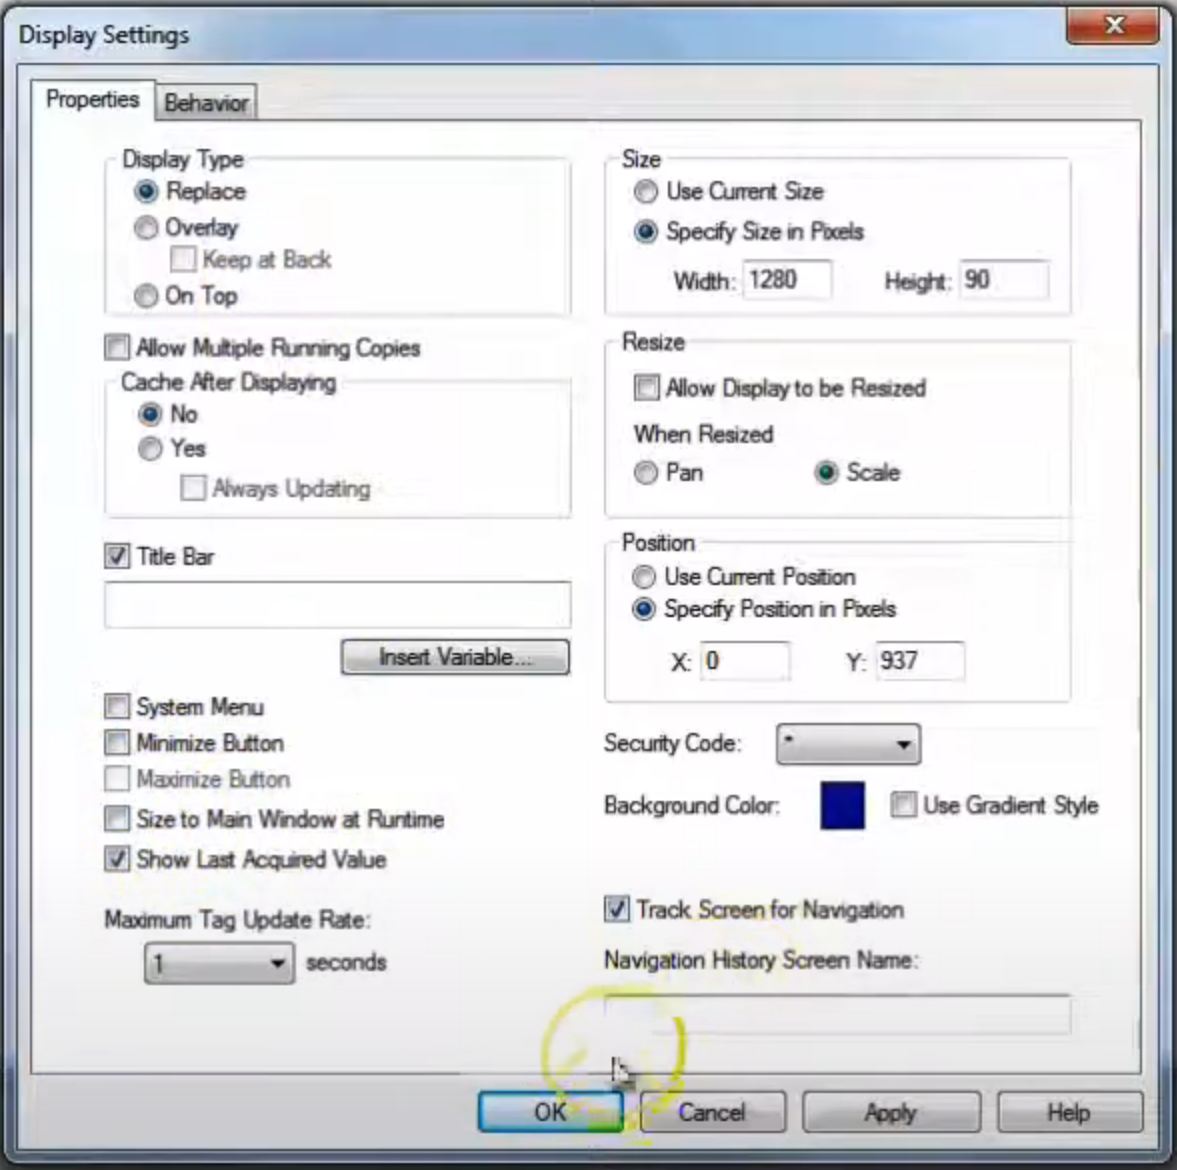 Display Settings
Properties
Behavior
Display Type
Replace
Overlay
Keep at Back
On Top
Allow Multiple Running Copies
Cache After Displaying
No
Yes
Always Updating
Title Bar
Insert Variable...
System Menu
Minimize Button
Maximize Button
Size to Main Window at Runtime
Show Last Acquired Value
Maximum Tag Update Rate:
1 seconds
Size
Use Current Size
Specify Size in Pixels
Width: 1280 Height: 90
Resize
Allow Display to be Resized
When Resized
Pan Scale
Position
Use Current Position
Specify Position in Pixels
X: 0 Y: 937
Security Code: *
Background Color: Use Gradient Style
Track Screen for Navigation
Navigation History Screen Name:
OK Cancel Apply Help